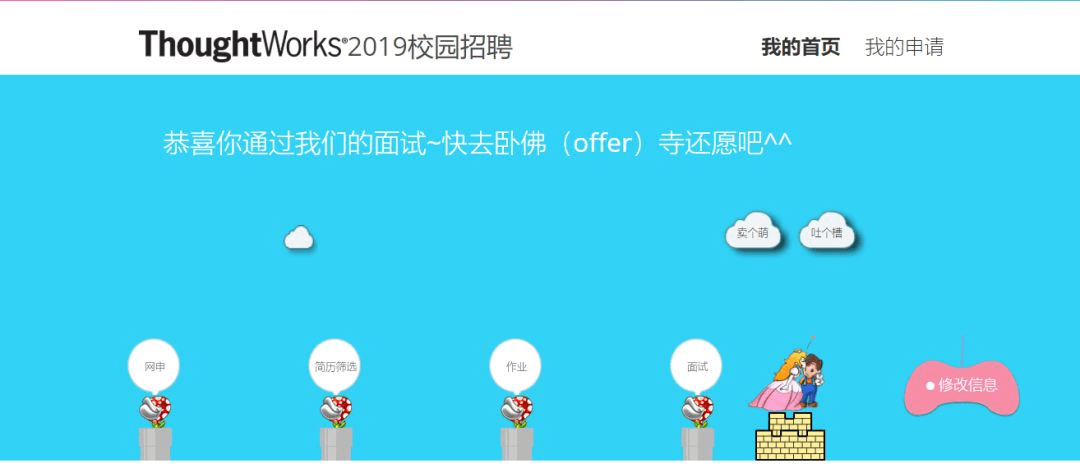 ThoughtWorks®2019校园招聘
我的首页 我的申请
恭喜你通过我们的面试~快去卧佛（offer）寺还愿吧^^
卖个萌 吐个槽
网申 简历筛选 作业 面试
修改信息